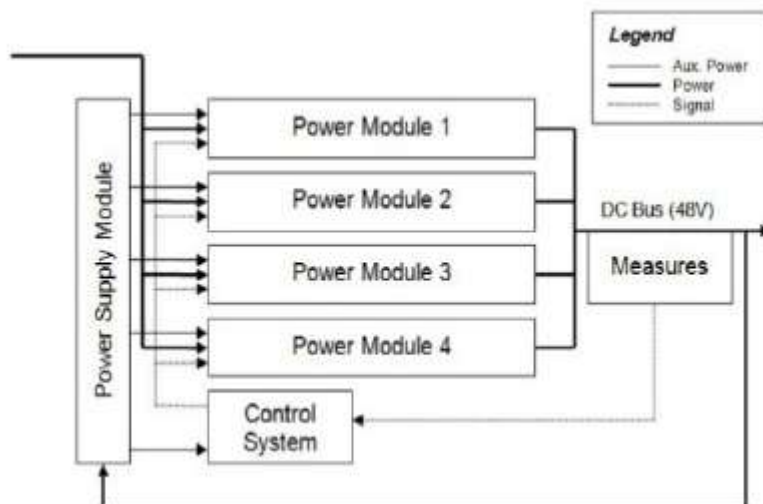 Legend
Aux. Power
Power
Signal
Power Supply Module
Power Module 1
Power Module 2
Power Module 3
Power Module 4
DC Bus (48V)
Measures
Control
System